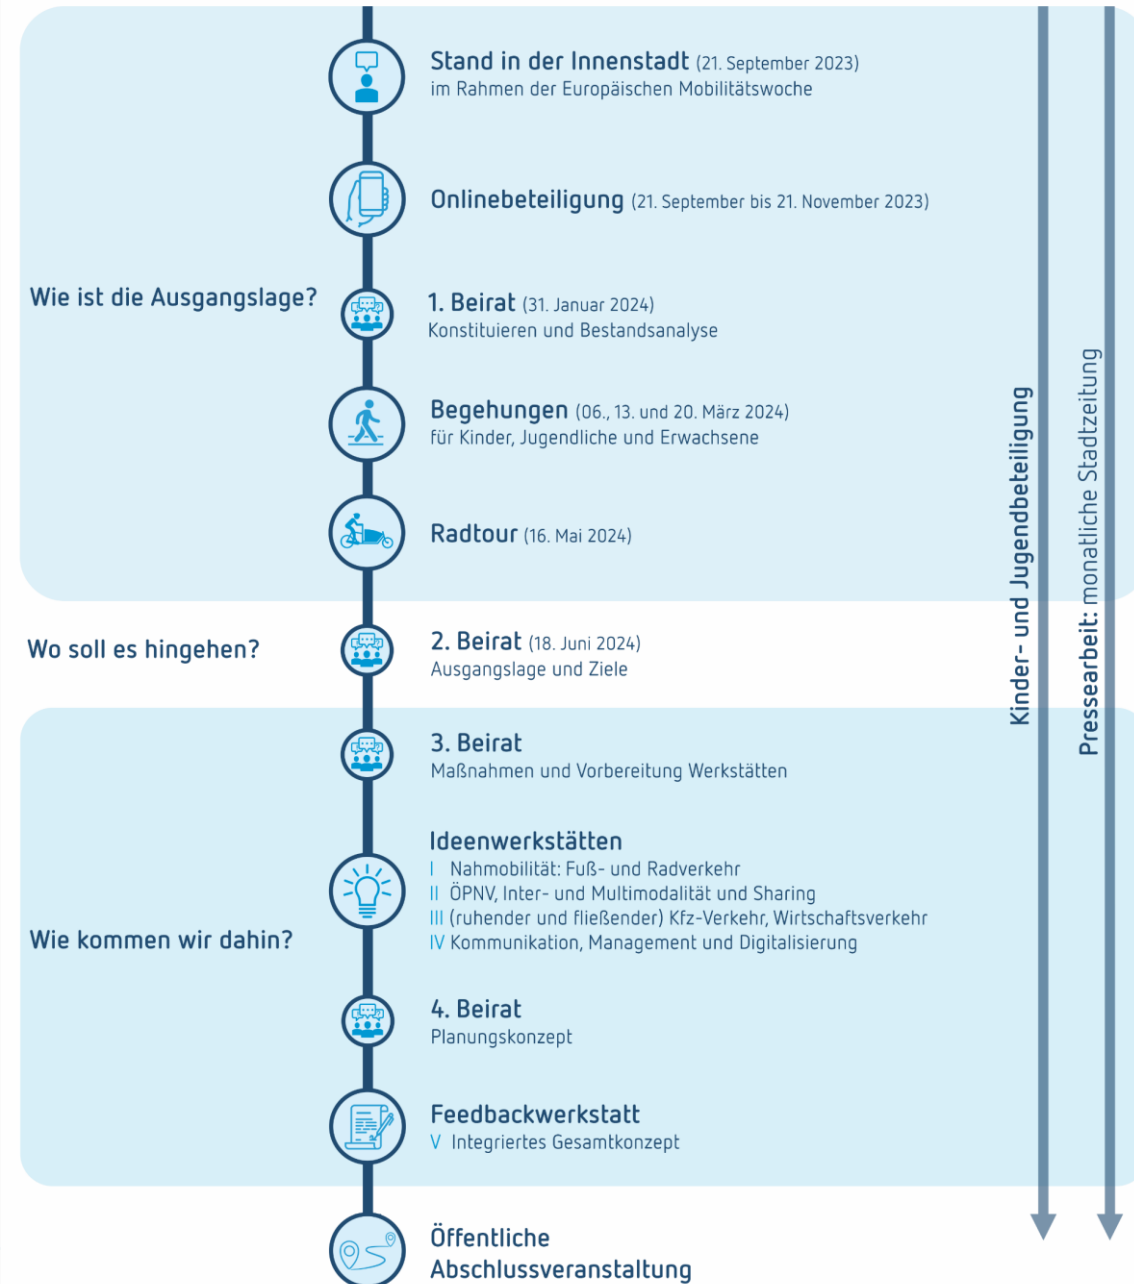 Stand in der Innenstadt (21. September 2023)
im Rahmen der Europäischen Mobilitätswoche
Onlinebeteiligung (21. September bis 21. November 2023)
Wie ist die Ausgangslage?
1. Beirat (31. Januar 2024)
Konstituieren und Bestandsanalyse
Begehungen (06., 13. und 20. März 2024)
für Kinder, Jugendliche und Erwachsene
Radtour (16. Mai 2024)
Wo soll es hingehen?
2. Beirat (18. Juni 2024)
Ausgangslage und Ziele
3. Beirat
Maßnahmen und Vorbereitung Werkstätten
Ideenwerkstätten
I Nahmobilität: Fuß- und Radverkehr
II ÖPNV, Inter- und Multimodalität und Sharing
III (ruhender und fließender) Kfz-Verkehr, Wirtschaftsverkehr
IV Kommunikation, Management und Digitalisierung
Wie kommen wir dahin?
4. Beirat
Planungskonzept
Feedbackwerkstatt
V Integriertes Gesamtkonzept
Öffentliche
Abschlussveranstaltung
Kinder- und Jugendbeteiligung
Pressearbeit: monatliche Stadtzeitung